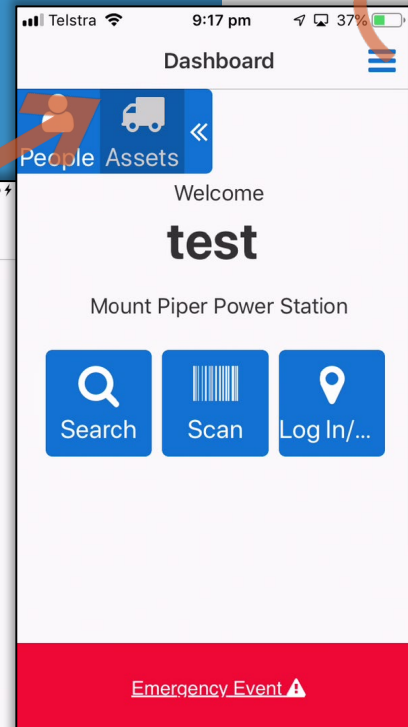 Telstra 9:17 pm 37%
Dashboard
People Assets
Welcome
test
Mount Piper Power Station
Search Scan Log In/...
Emergency Event